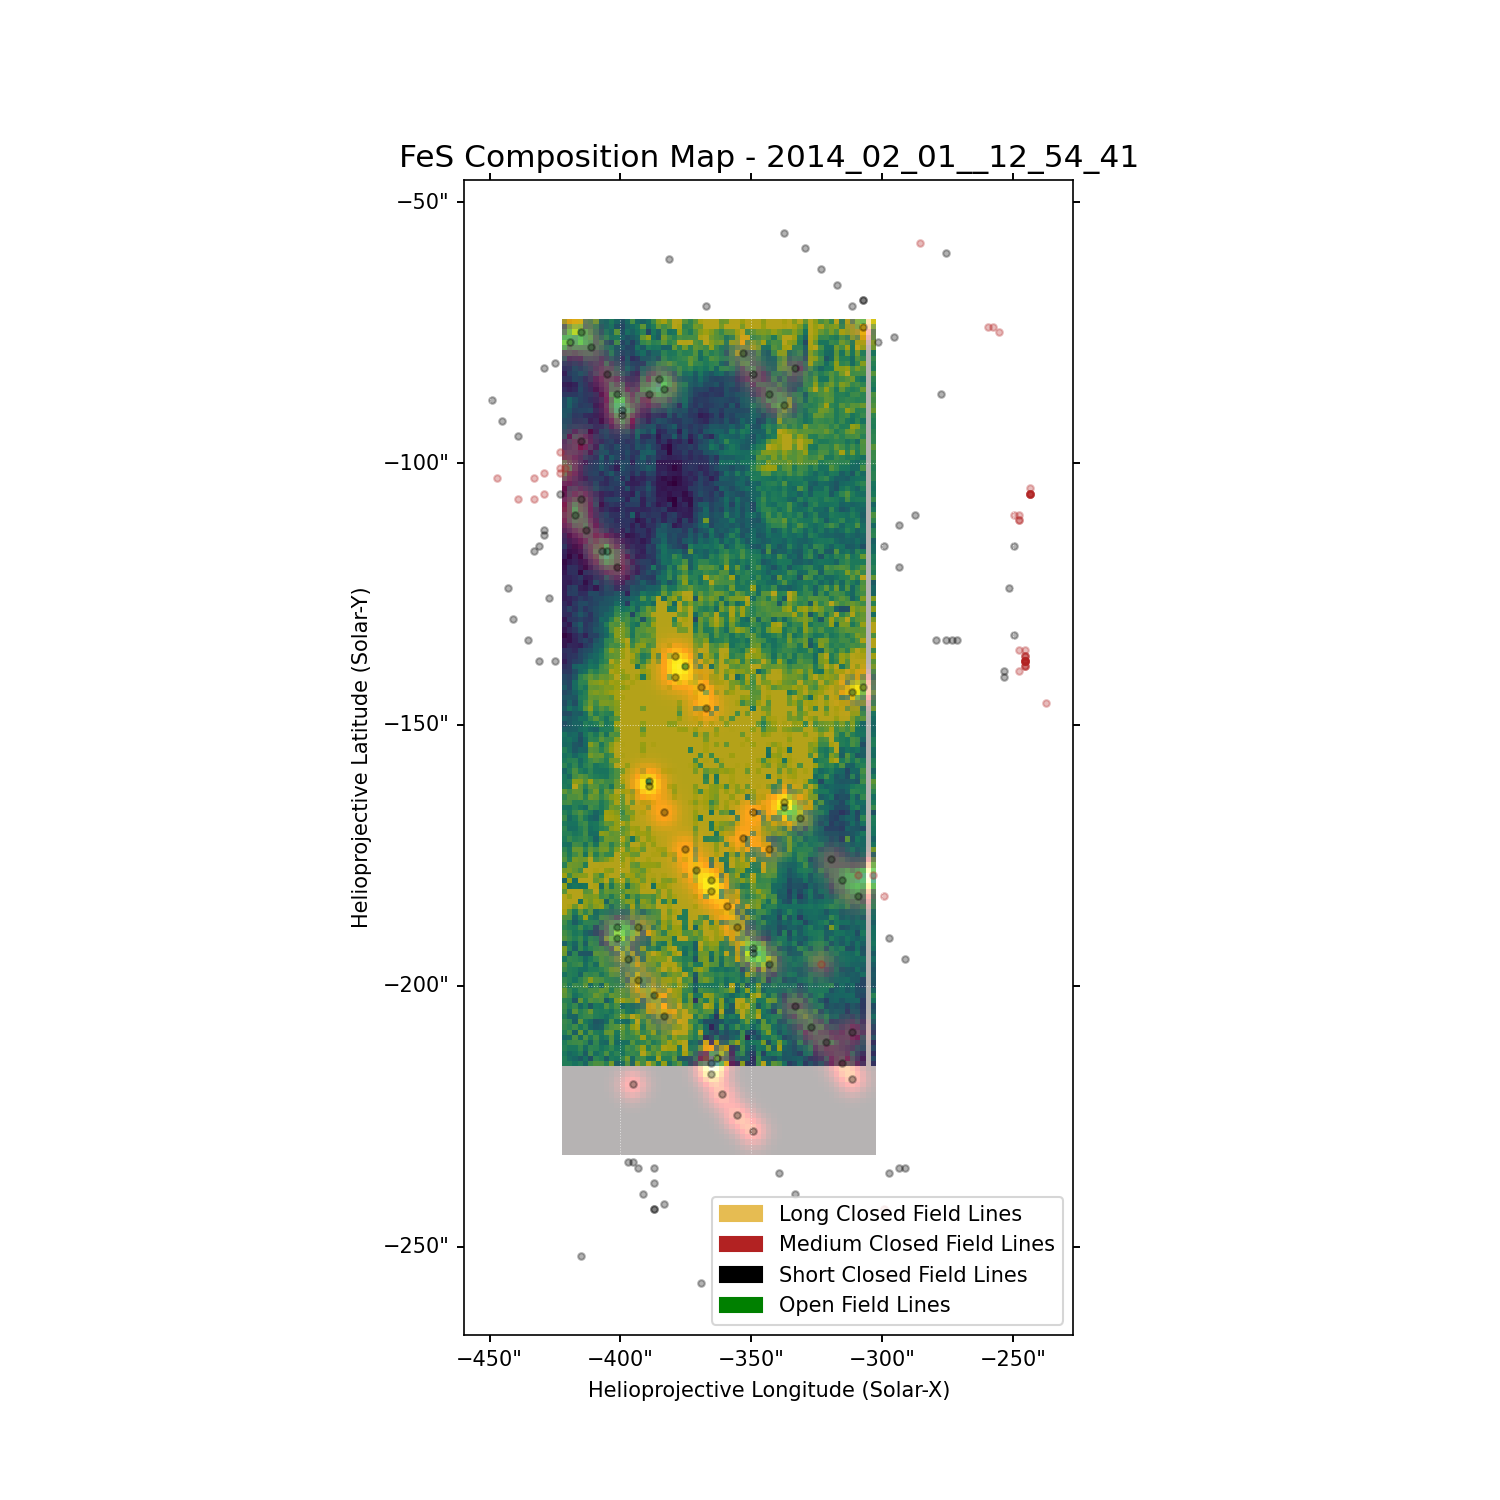 FeS Composition Map - 2014_02_01__12_54_41
−50"
−100"
−150"
−200"
−250"
Helioprojective Latitude (Solar-Y)
Long Closed Field Lines
Medium Closed Field Lines
Short Closed Field Lines
Open Field Lines
−450" −400" −350" −300" −250"
Helioprojective Longitude (Solar-X)